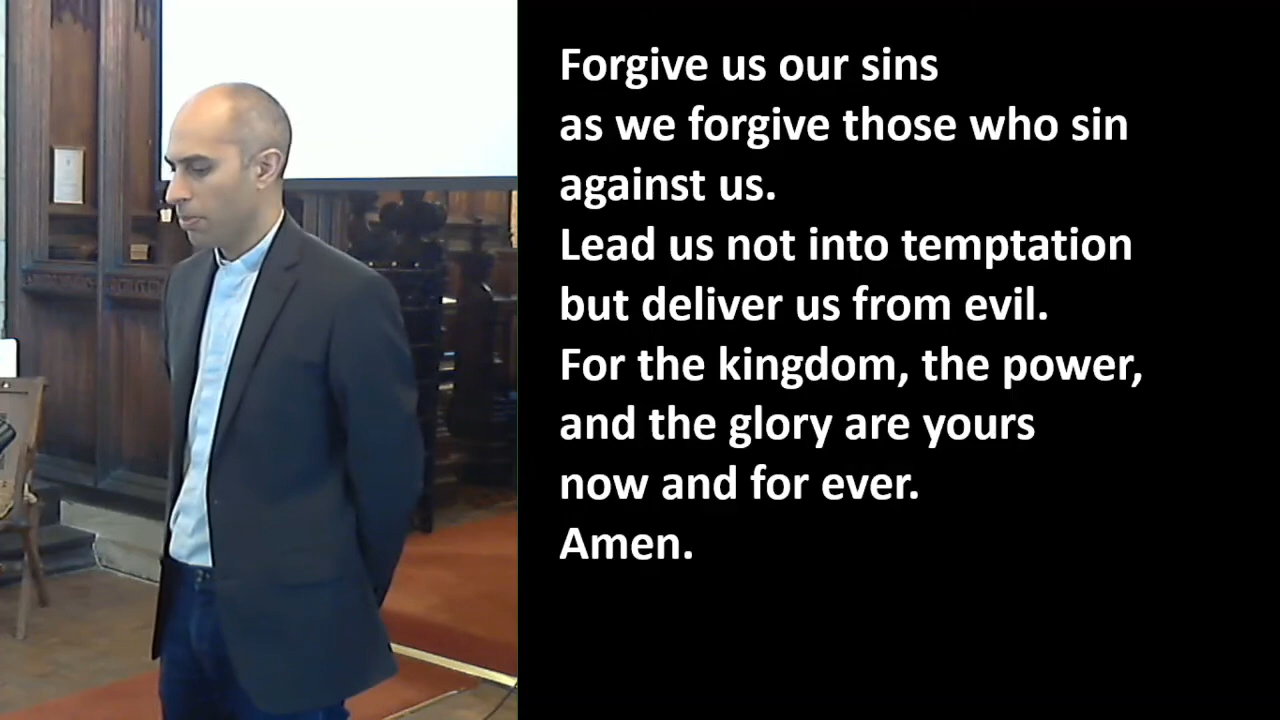 Forgive us our sins
as we forgive those who sin
against us.
Lead us not into temptation
but deliver us from evil.
For the kingdom, the power,
and the glory are yours
now and for ever.
Amen.